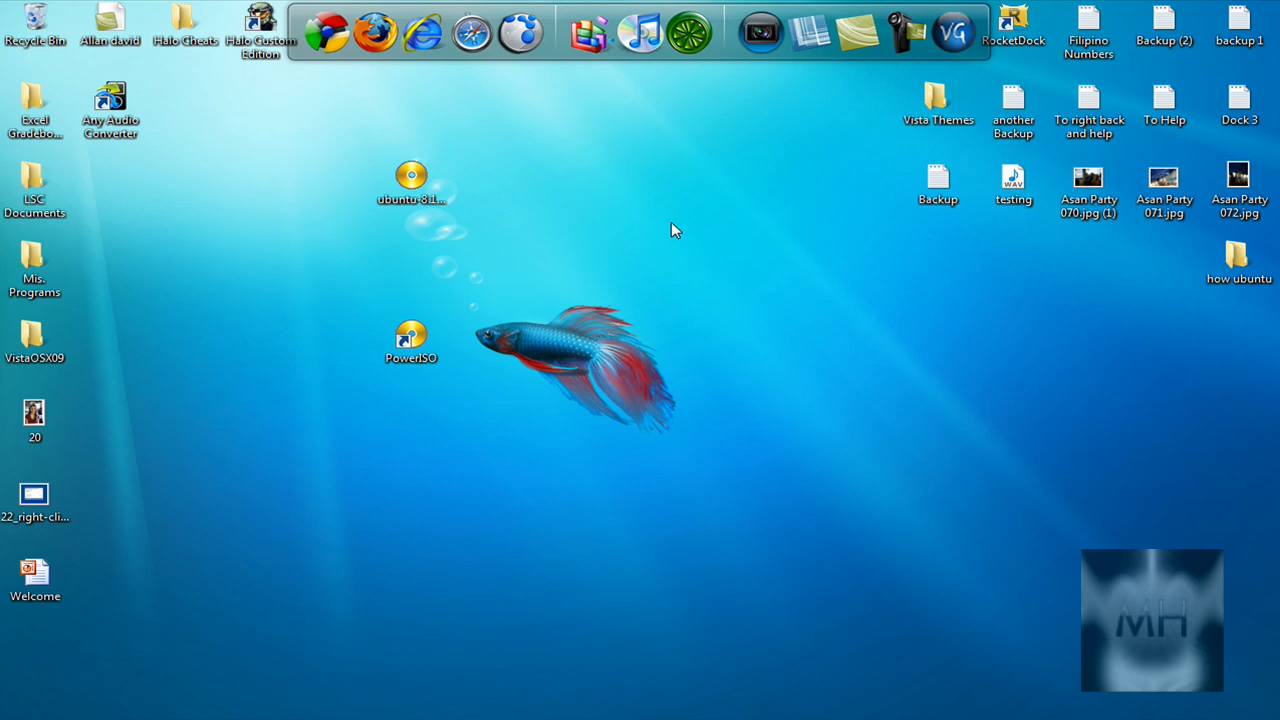 Recycle Bin
Allan david
Halo Cheats
Halo Custom
Edition
VG
RocketDock
Filipino
Numbers
Backup (2)
backup 1
Excel
Gradebo...
Any Audio
Converter
Vista Themes
another
Backup
To right back
and help
To Help
Dock 3
LSC
Documents
ubuntu-8.1...
Backup
WAV
testing
Asan Party
070.jpg (1)
Asan Party
071.jpg
Asan Party
072.jpg
Mis.
Programs
how ubuntu
VistaOSX09
PowerISO
20
22_right-cli...
Welcome
MH